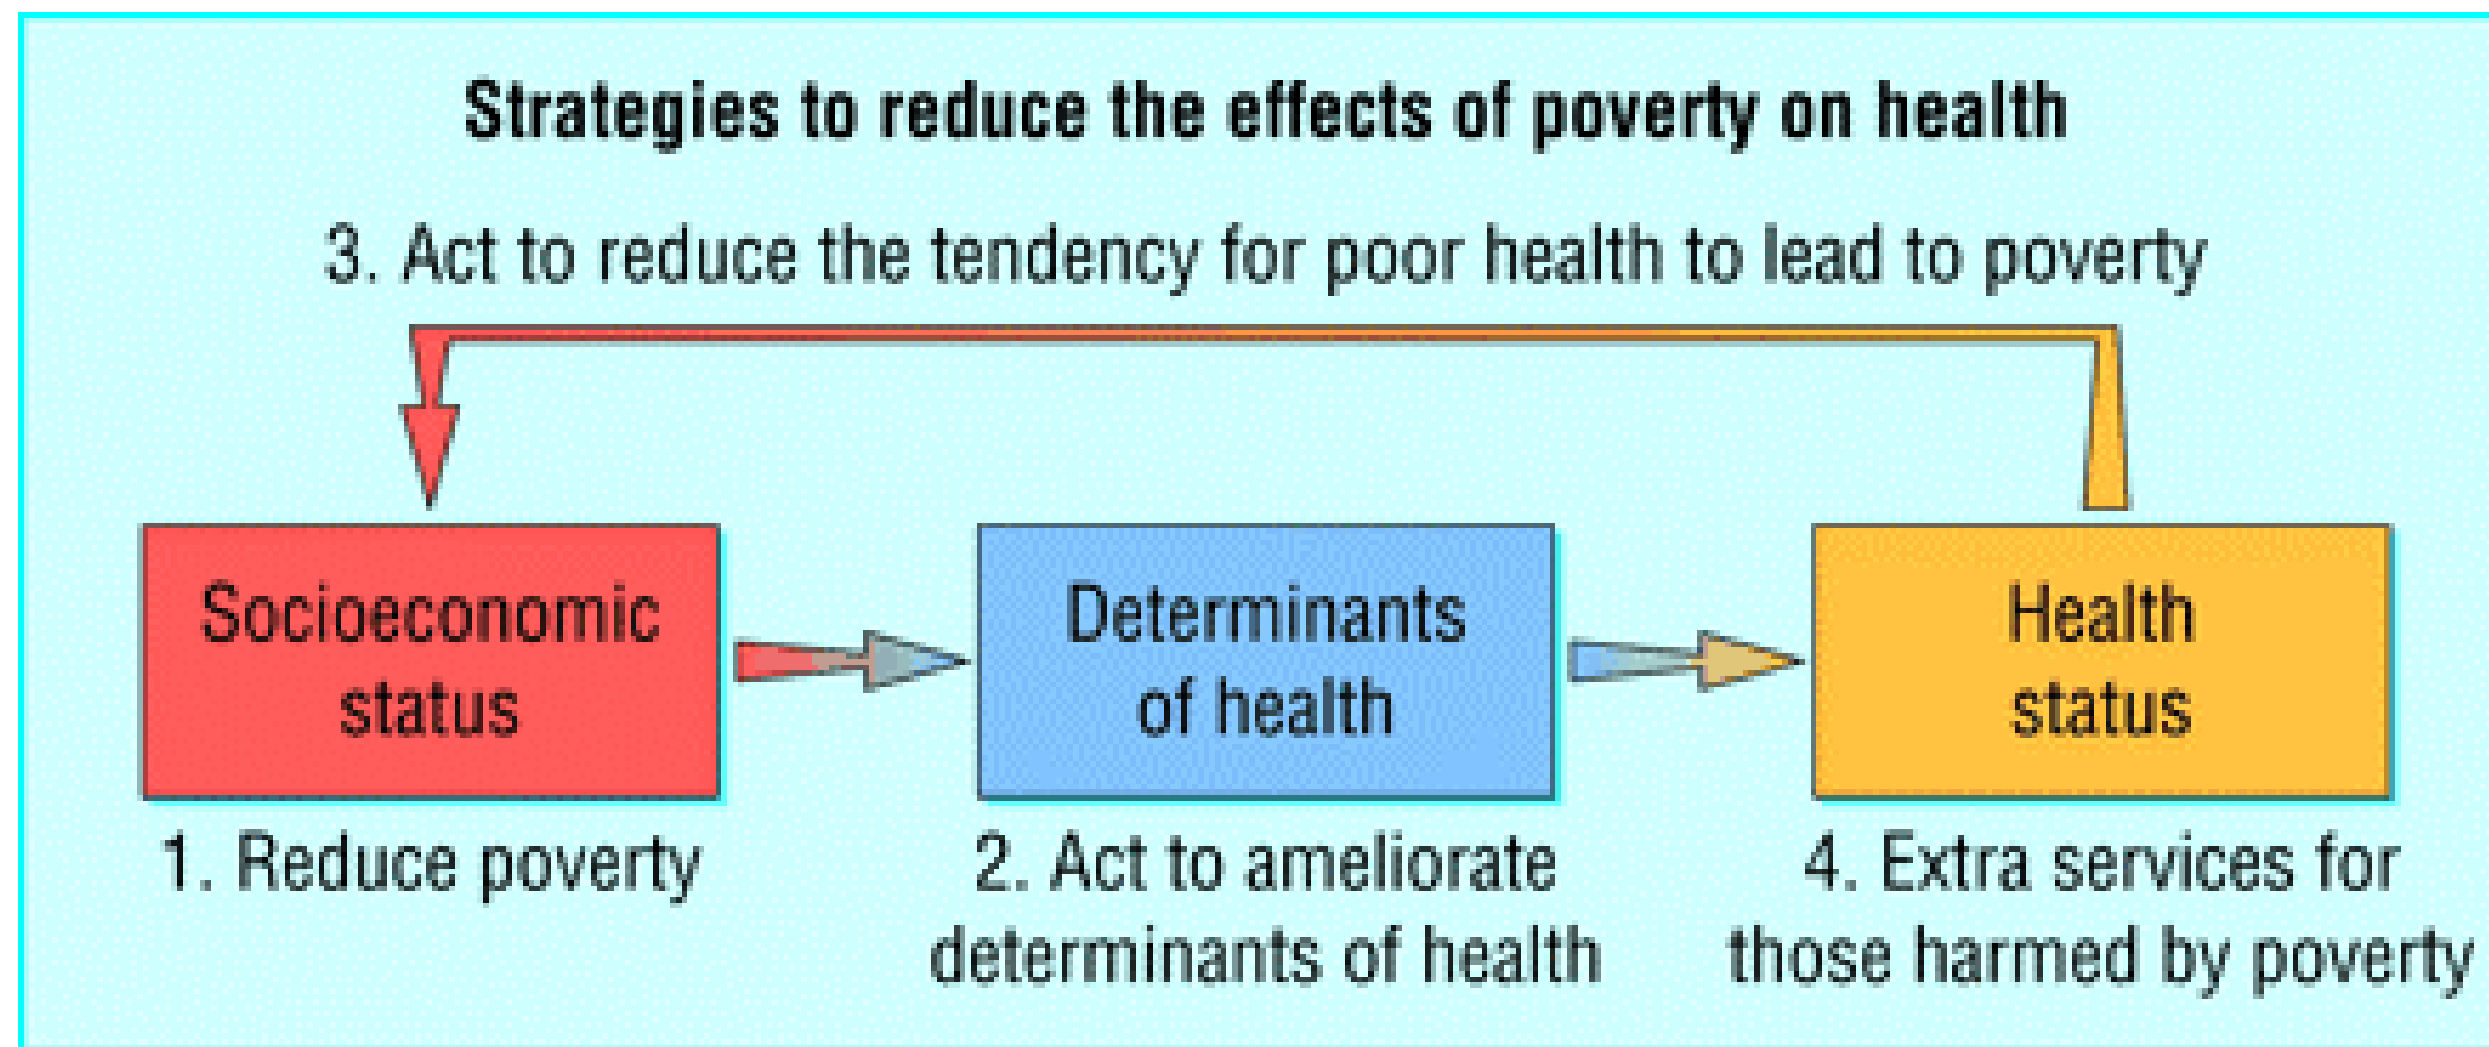 Strategies to reduce the effects of poverty on health
3. Act to reduce the tendency for poor health to lead to poverty
Socioeconomic
status
Determinants
of health
Health
status
1. Reduce poverty
2. Act to ameliorate
determinants of health
4. Extra services for
those harmed by poverty